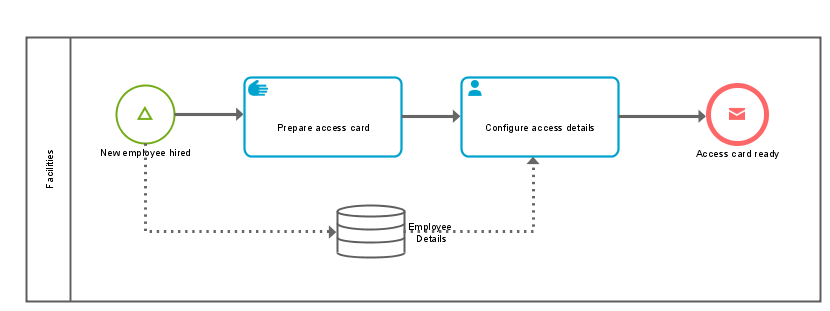 Facilities
Prepare access card
Configure access details
New employee hired
Access card ready
Employee
Details